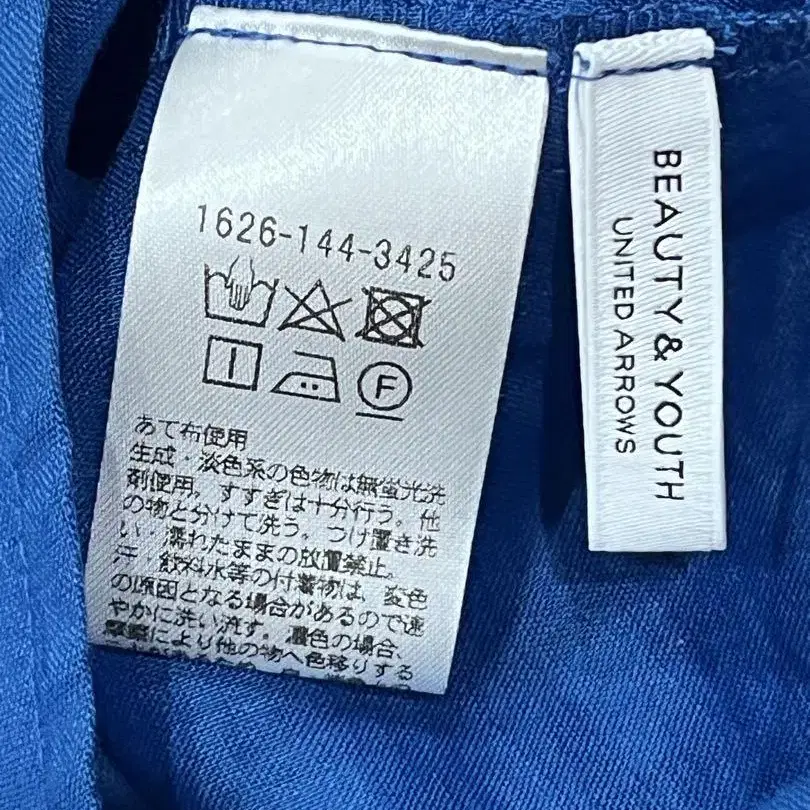 1626-144-3425
F
あて布使用
生成・淡色系の色物は無蛍光洗
剤使用。すすぎは十分行う。他
の物と分けて洗う。つけ置き洗
い・濡れたままの放置禁止。
汗・飲料水等の付着物は、変色
の原因となる場合があるので速
やかに洗い流す。濃色の場合、
摩擦により他の物へ色移りする
BEAUTY & YOUTH
UNITED ARROWS